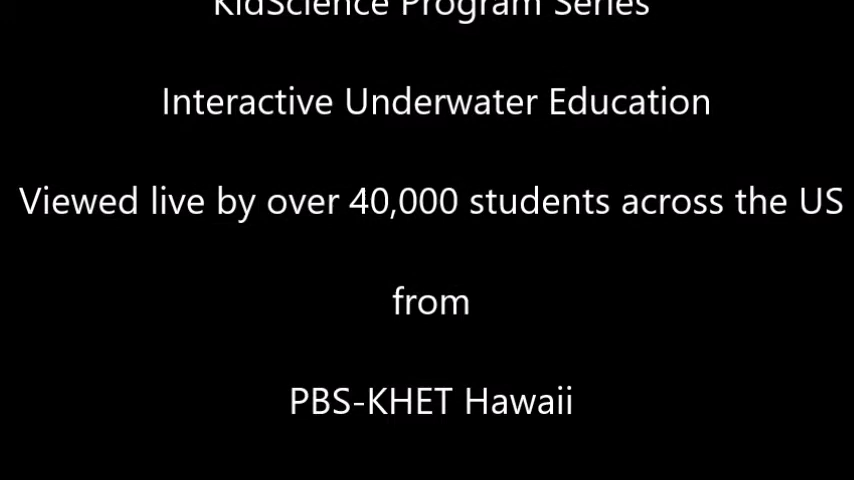 KidScience Program Series
Interactive Underwater Education
Viewed live by over 40,000 students across the US
from
PBS-KHET Hawaii